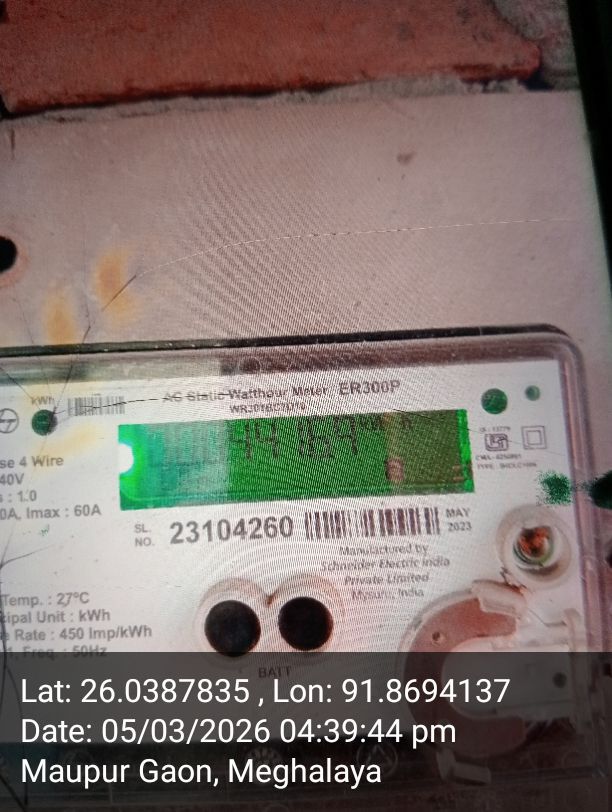 kWh
AC Static Watthour Meter ER300P
se 4 Wire
40V
: 1.0
0A, Imax : 60A
SL. NO. 23104260 MAY 2023
Manufactured by
Schneider Electric India
Private Limited
Mysuru, India
Temp. : 27°C
cipal Unit : kWh
e Rate : 450 Imp/kWh
Freq. : 50Hz
BATT
Lat: 26.0387835 , Lon: 91.8694137
Date: 05/03/2026 04:39:44 pm
Maupur Gaon, Meghalaya